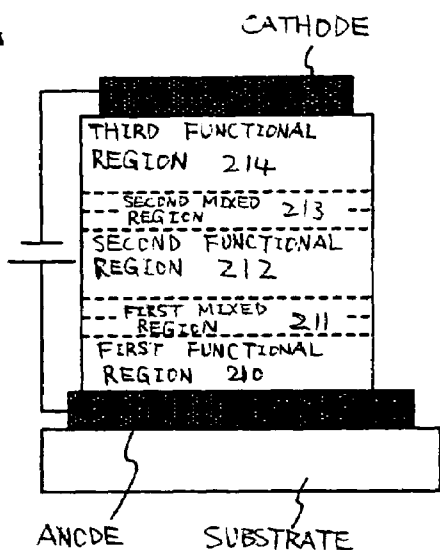 CATHODE
THIRD FUNCTIONAL
REGION 214
SECOND MIXED
REGION 213
SECOND FUNCTIONAL
REGION 212
FIRST MIXED
REGION 211
FIRST FUNCTIONAL
REGION 210
ANODE SUBSTRATE